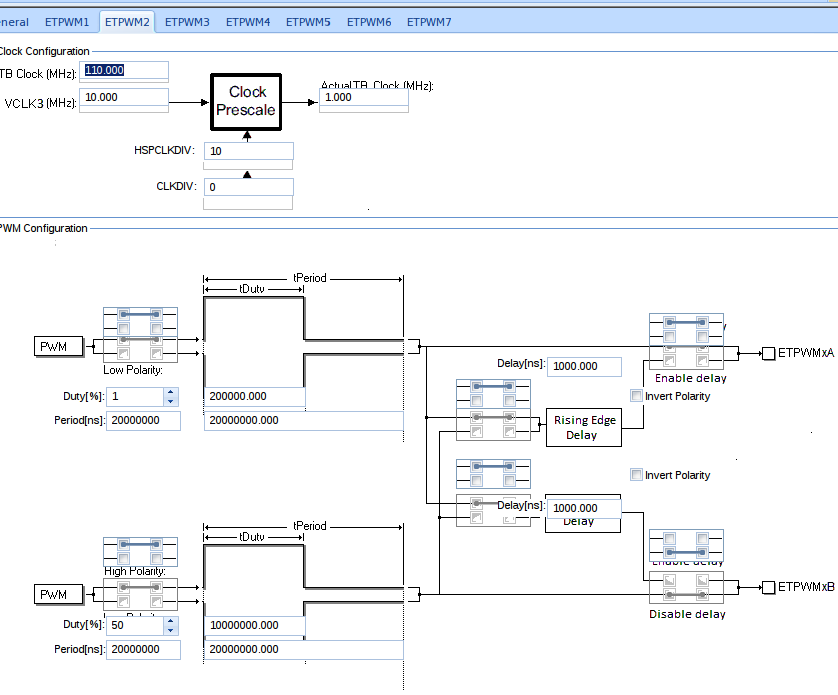 eneral ETPWM1 ETPWM2 ETPWM3 ETPWM4 ETPWM5 ETPWM6 ETPWM7
Clock Configuration
TB Clock (MHz): 110.000
Clock Prescale
ActualTB Clock (MHz):
VCLK3 (MHz): 10.000
1.000
HSPCLKDIV: 10
CLKDIV: 0
PWM Configuration
tPeriod
tDuty
PWM
ETPWMxA
Low Polarity:
Delay[ns]: 1000.000
Enable delay
Duty[%]: 1
200000.000
Invert Polarity
Period[ns]: 20000000
20000000.000
Rising Edge
Delay
Invert Polarity
Delay[ns]: 1000.000
Delay
tPeriod
tDuty
High Polarity:
Enable delay
PWM
ETPWMxB
Disable delay
Duty[%]: 50
10000000.000
Period[ns]: 20000000
20000000.000